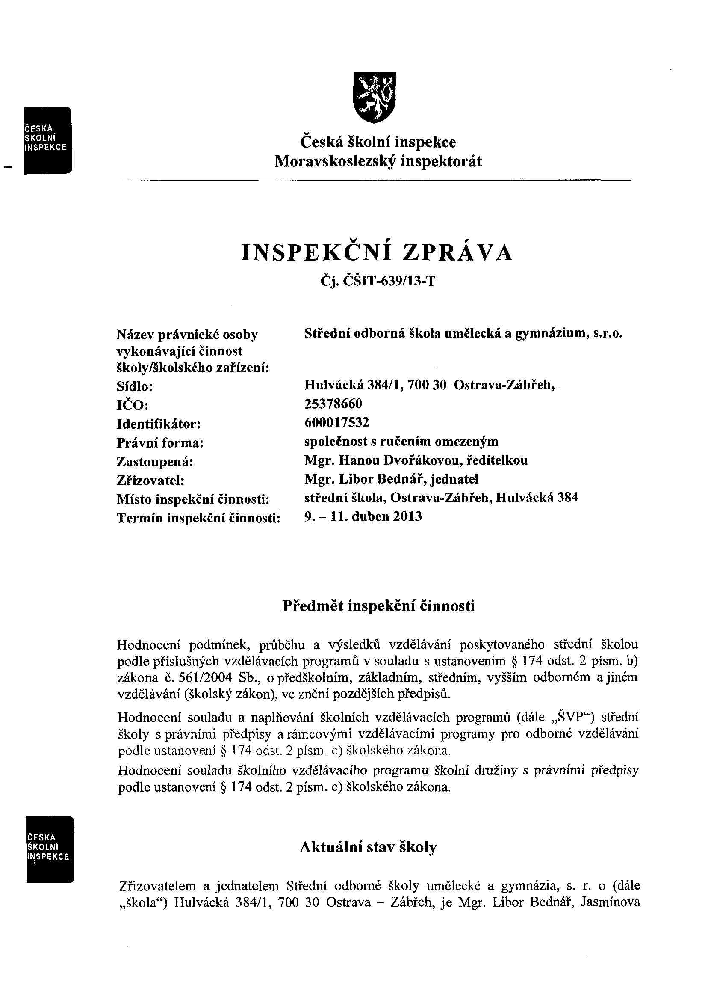 ČESKÁ
ŠKOLNÍ
INSPEKCE
Česká školní inspekce
Moravskoslezský inspektorát
INSPEKČNÍ ZPRÁVA
Čj. ČŠIT-639/13-T
Název právnické osoby Střední odborná škola umělecká a gymnázium, s.r.o.
vykonávající činnost
školy/školského zařízení:
Sídlo: Hulvácká 384/1, 700 30 Ostrava-Zábřeh,
IČO: 25378660
Identifikátor: 600017532
Právní forma: společnost s ručením omezeným
Zastoupená: Mgr. Hanou Dvořákovou, ředitelkou
Zřizovatel: Mgr. Libor Bednář, jednatel
Místo inspekční činnosti: střední škola, Ostrava-Zábřeh, Hulvácká 384
Termín inspekční činnosti: 9. – 11. duben 2013
Předmět inspekční činnosti
Hodnocení podmínek, průběhu a výsledků vzdělávání poskytovaného střední školou
podle příslušných vzdělávacích programů v souladu s ustanovením § 174 odst. 2 písm. b)
zákona č. 561/2004 Sb., o předškolním, základním, středním, vyšším odborném a jiném
vzdělávání (školský zákon), ve znění pozdějších předpisů.
Hodnocení souladu a naplňování školních vzdělávacích programů (dále „ŠVP“) střední
školy s právními předpisy a rámcovými vzdělávacími programy pro odborné vzdělávání
podle ustanovení § 174 odst. 2 písm. c) školského zákona.
Hodnocení souladu školního vzdělávacího programu školní družiny s právními předpisy
podle ustanovení § 174 odst. 2 písm. c) školského zákona.
ČESKÁ
ŠKOLNÍ
INSPEKCE
Aktuální stav školy
Zřizovatelem a jednatelem Střední odborné školy umělecké a gymnázia, s. r. o (dále
„škola“) Hulvácká 384/1, 700 30 Ostrava – Zábřeh, je Mgr. Libor Bednář, Jasmínova